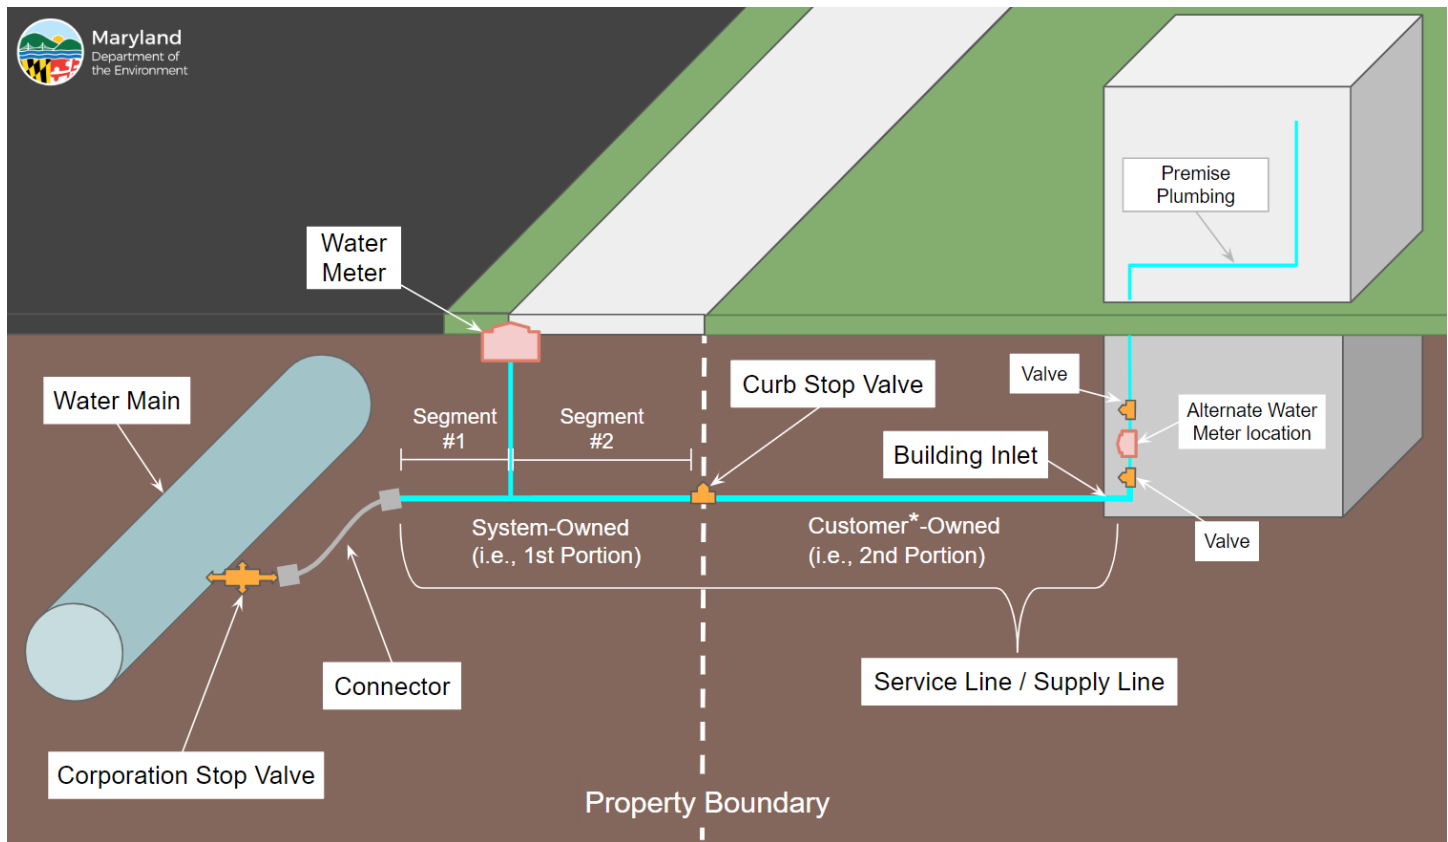 Maryland
Department of
the Environment
Premise
Plumbing
Water
Meter
Water Main
Segment
#1
Segment
#2
Curb Stop Valve
Valve
Alternate Water
Meter location
Building Inlet
System-Owned
(i.e., 1st Portion)
Customer*-Owned
(i.e., 2nd Portion)
Valve
Connector
Service Line / Supply Line
Corporation Stop Valve
Property Boundary